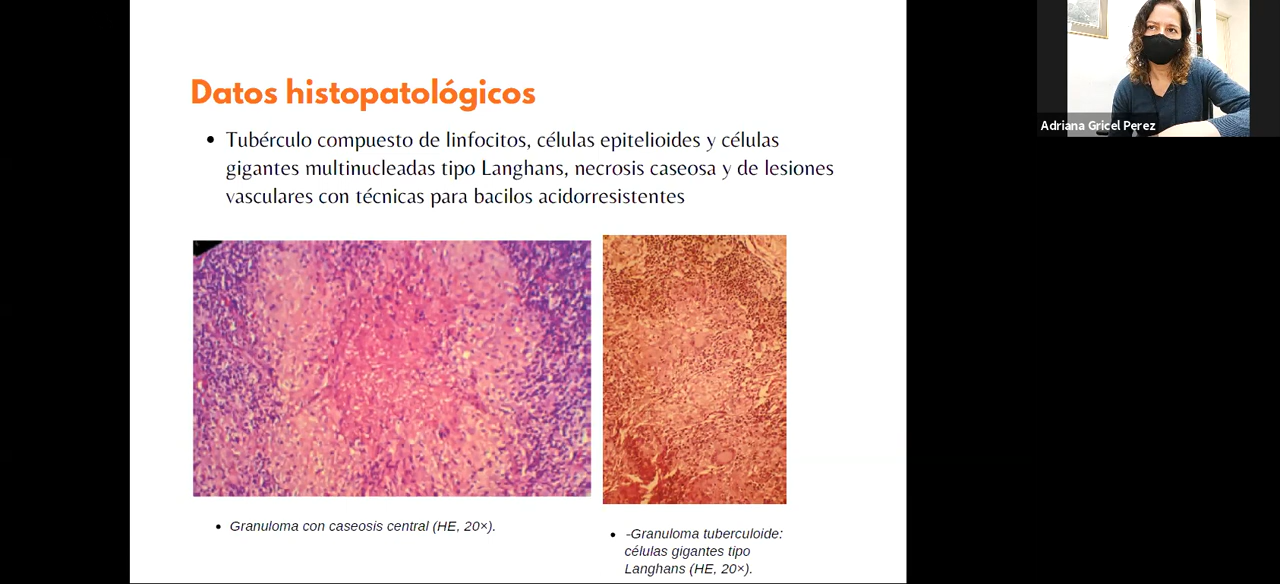 Datos histopatológicos
• Tubérculo compuesto de linfocitos, células epitelioides y células
gigantes multinucleadas tipo Langhans, necrosis caseosa y de lesiones
vasculares con técnicas para bacilos acidorresistentes
• Granuloma con caseosis central (HE, 20×).
• -Granuloma tuberculoide:
células gigantes tipo
Langhans (HE, 20×).
Adriana Gricel Perez